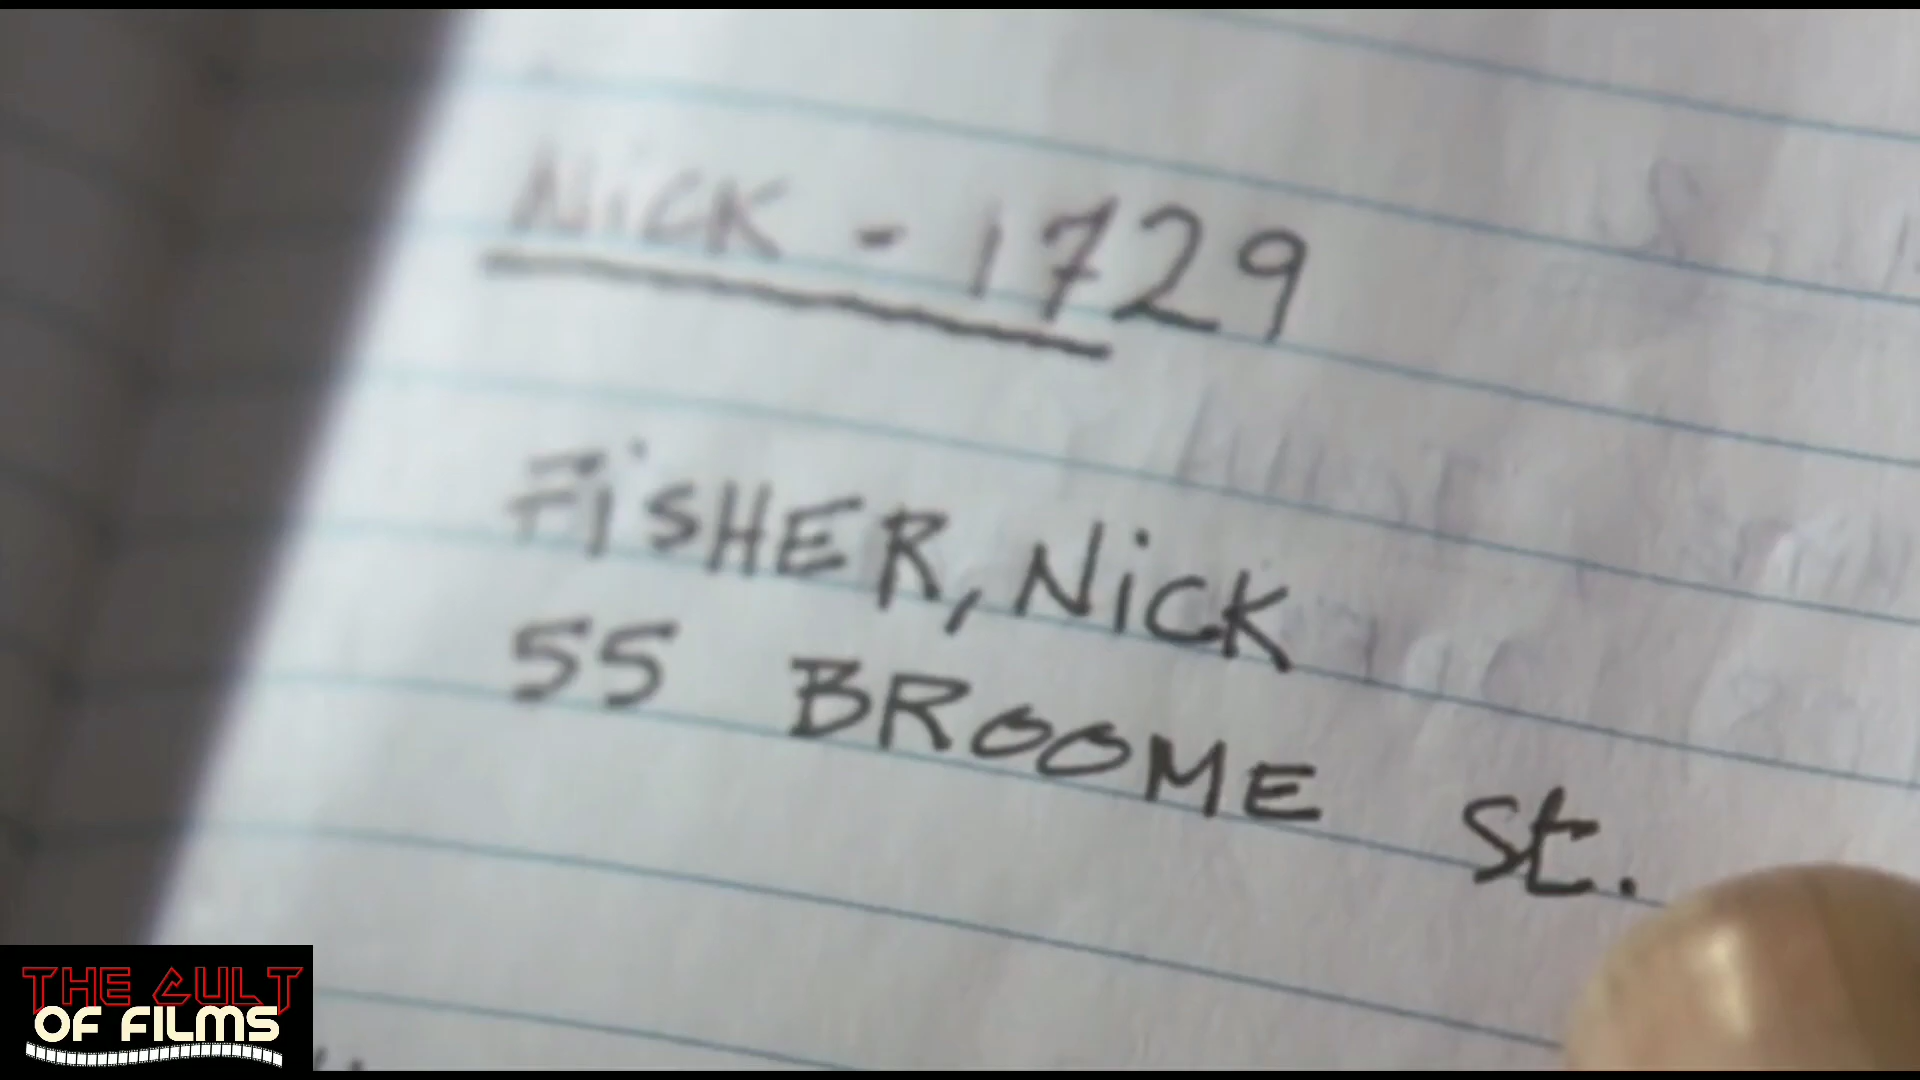 NiCK - 1729
FiSHER, NiCK
55 BROOME St.
THE CULT
OF FILMS